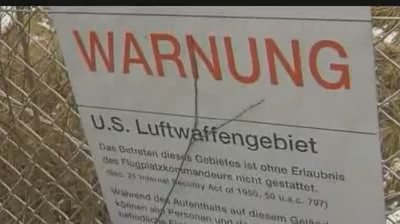 WARNUNG
U.S. Luftwaffengebiet
Das Betreten dieses Gebietes ist ohne Erlaubnis
des Flugplatzkommandeurs nicht gestattet.
(Sec. 21 Internal Security Act of 1950, 50 u.a.c. 797)
Während des Aufenthalts auf diesem Gelände
können alle Personen und